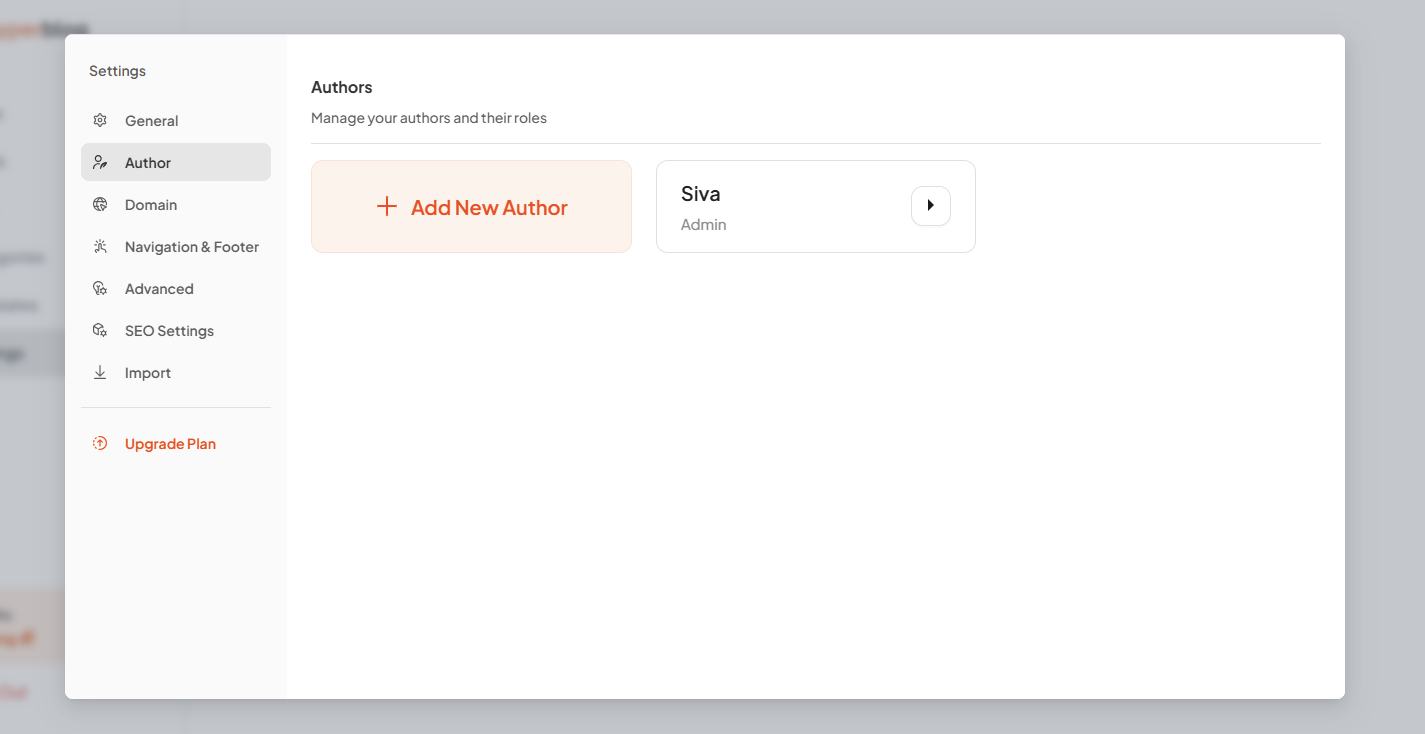 Settings
General
Author
Domain
Navigation & Footer
Advanced
SEO Settings
Import
Upgrade Plan
Authors
Manage your authors and their roles
Add New Author
Siva
Admin